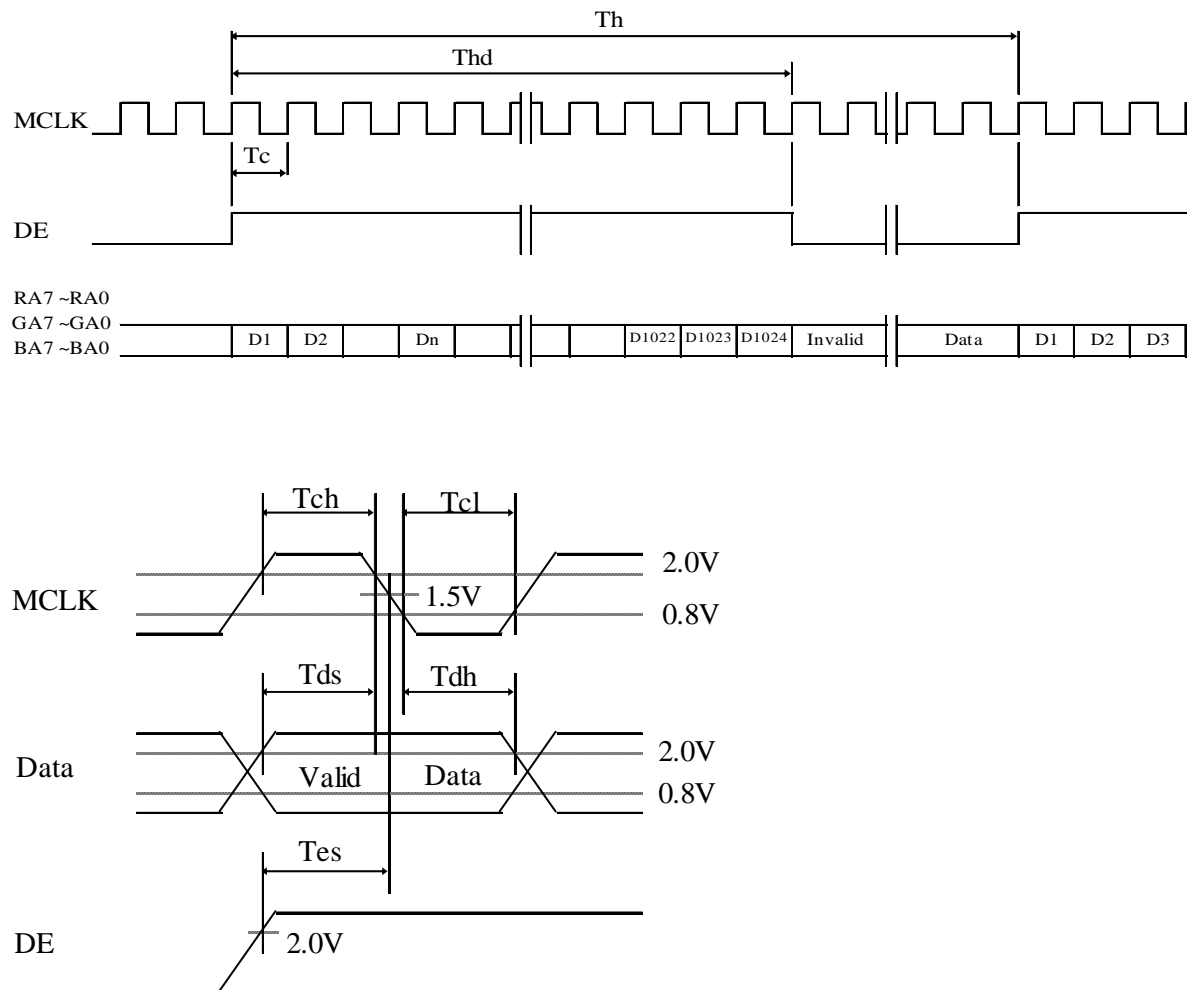 Th
Thd
MCLK
Tc
DE
RA7 ~RA0
GA7 ~GA0
BA7 ~BA0
D1 D2 Dn D1022 D1023 D1024 Invalid Data D1 D2 D3
Tch Tcl
2.0V
MCLK
1.5V
0.8V
Tds Tdh
2.0V
Data
Valid Data
0.8V
Tes
DE
2.0V